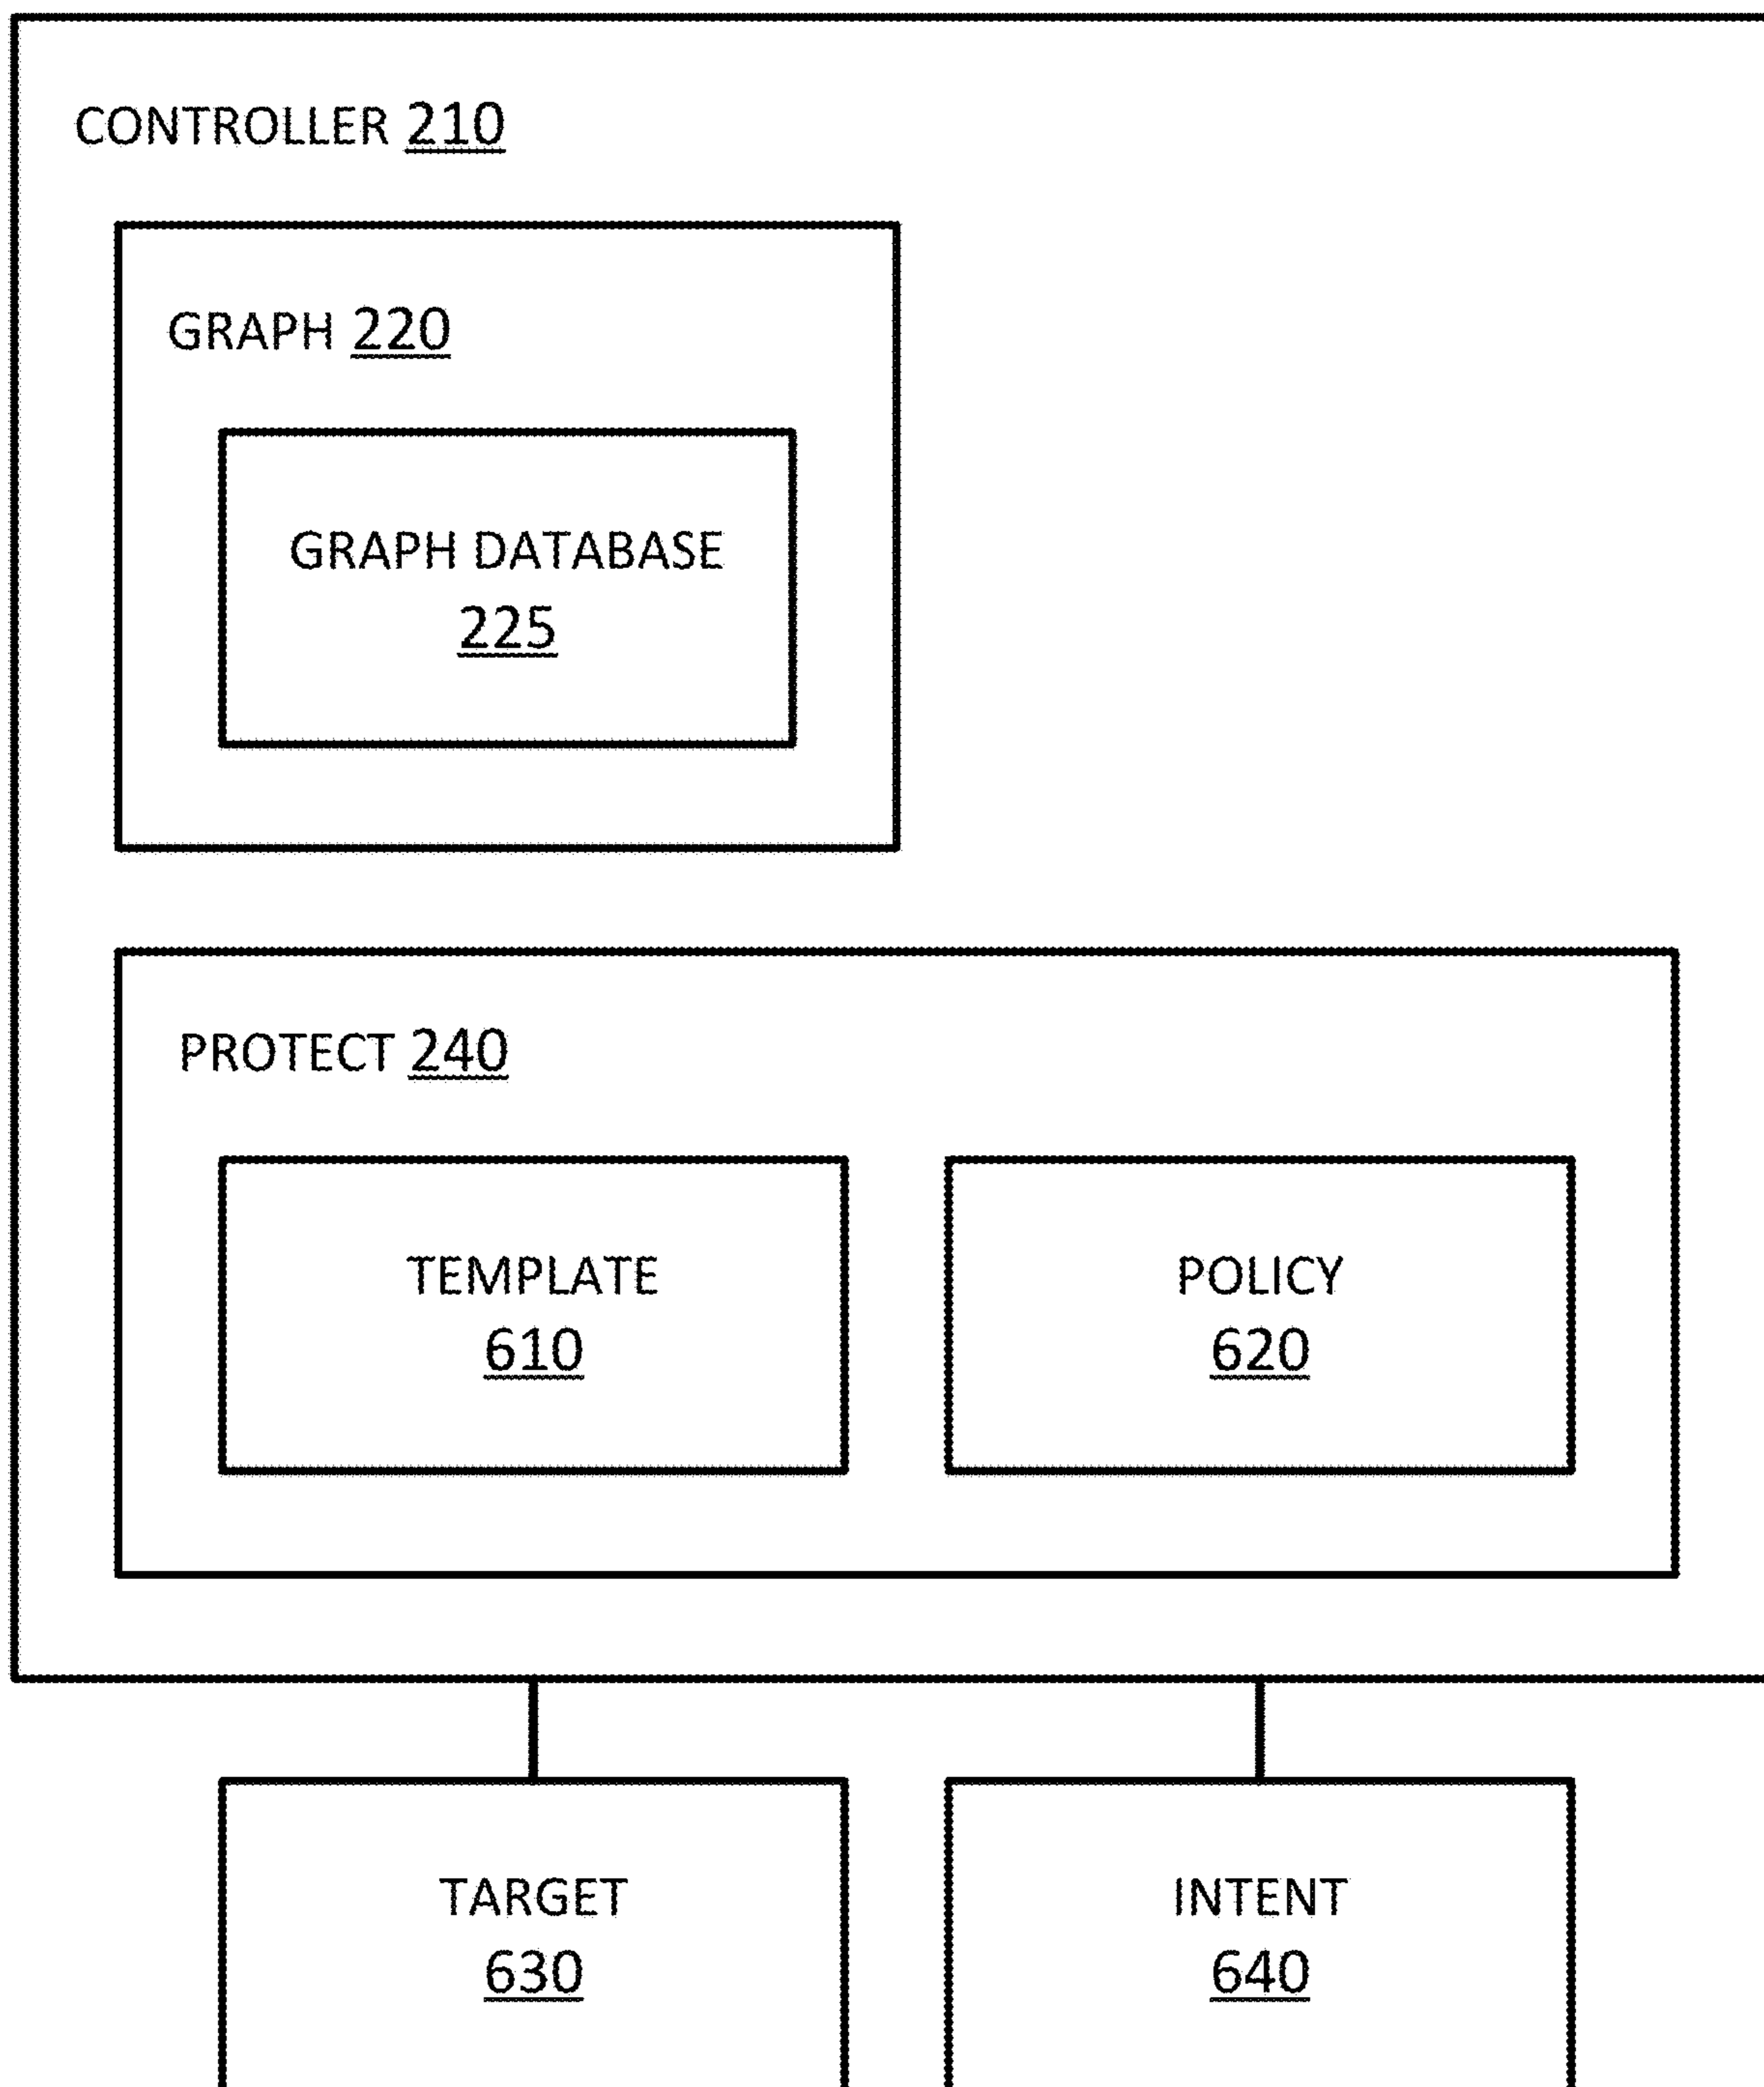 CONTROLLER 210
GRAPH 220
GRAPH DATABASE
225
PROTECT 240
TEMPLATE
610
POLICY
620
TARGET
630
INTENT
640